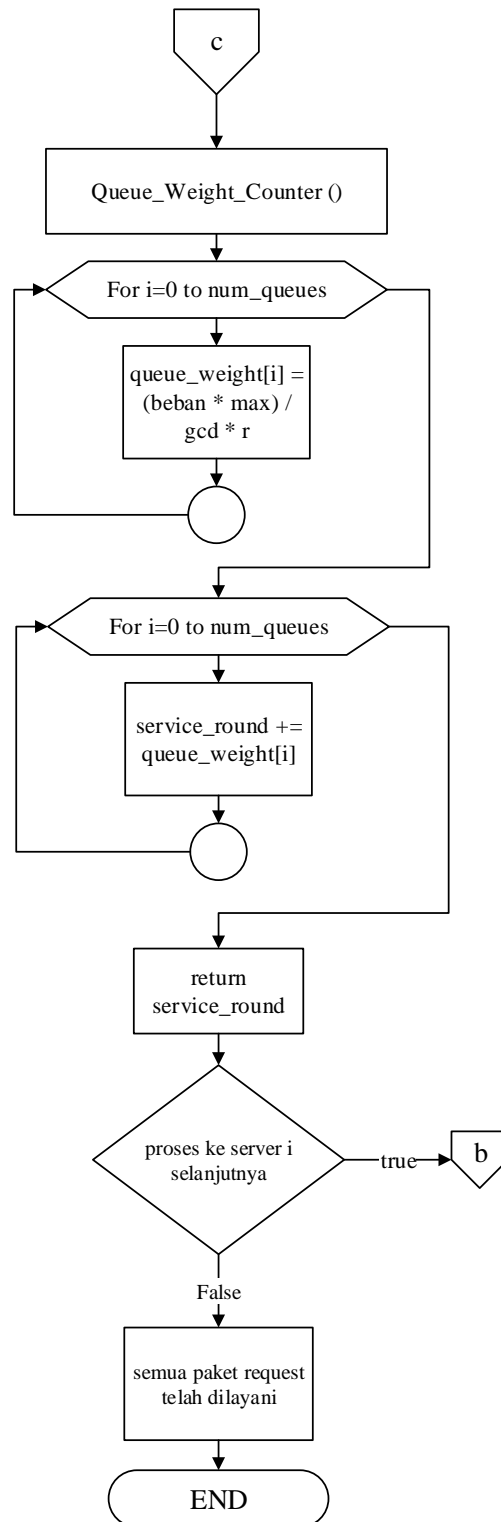 c
Queue_Weight_Counter ()
For i=0 to num_queues
queue_weight[i] =
(beban * max) /
gcd * r
For i=0 to num_queues
service_round +=
queue_weight[i]
return
service_round
proses ke server i
selanjutnya
true
b
False
semua paket request
telah dilayani
END